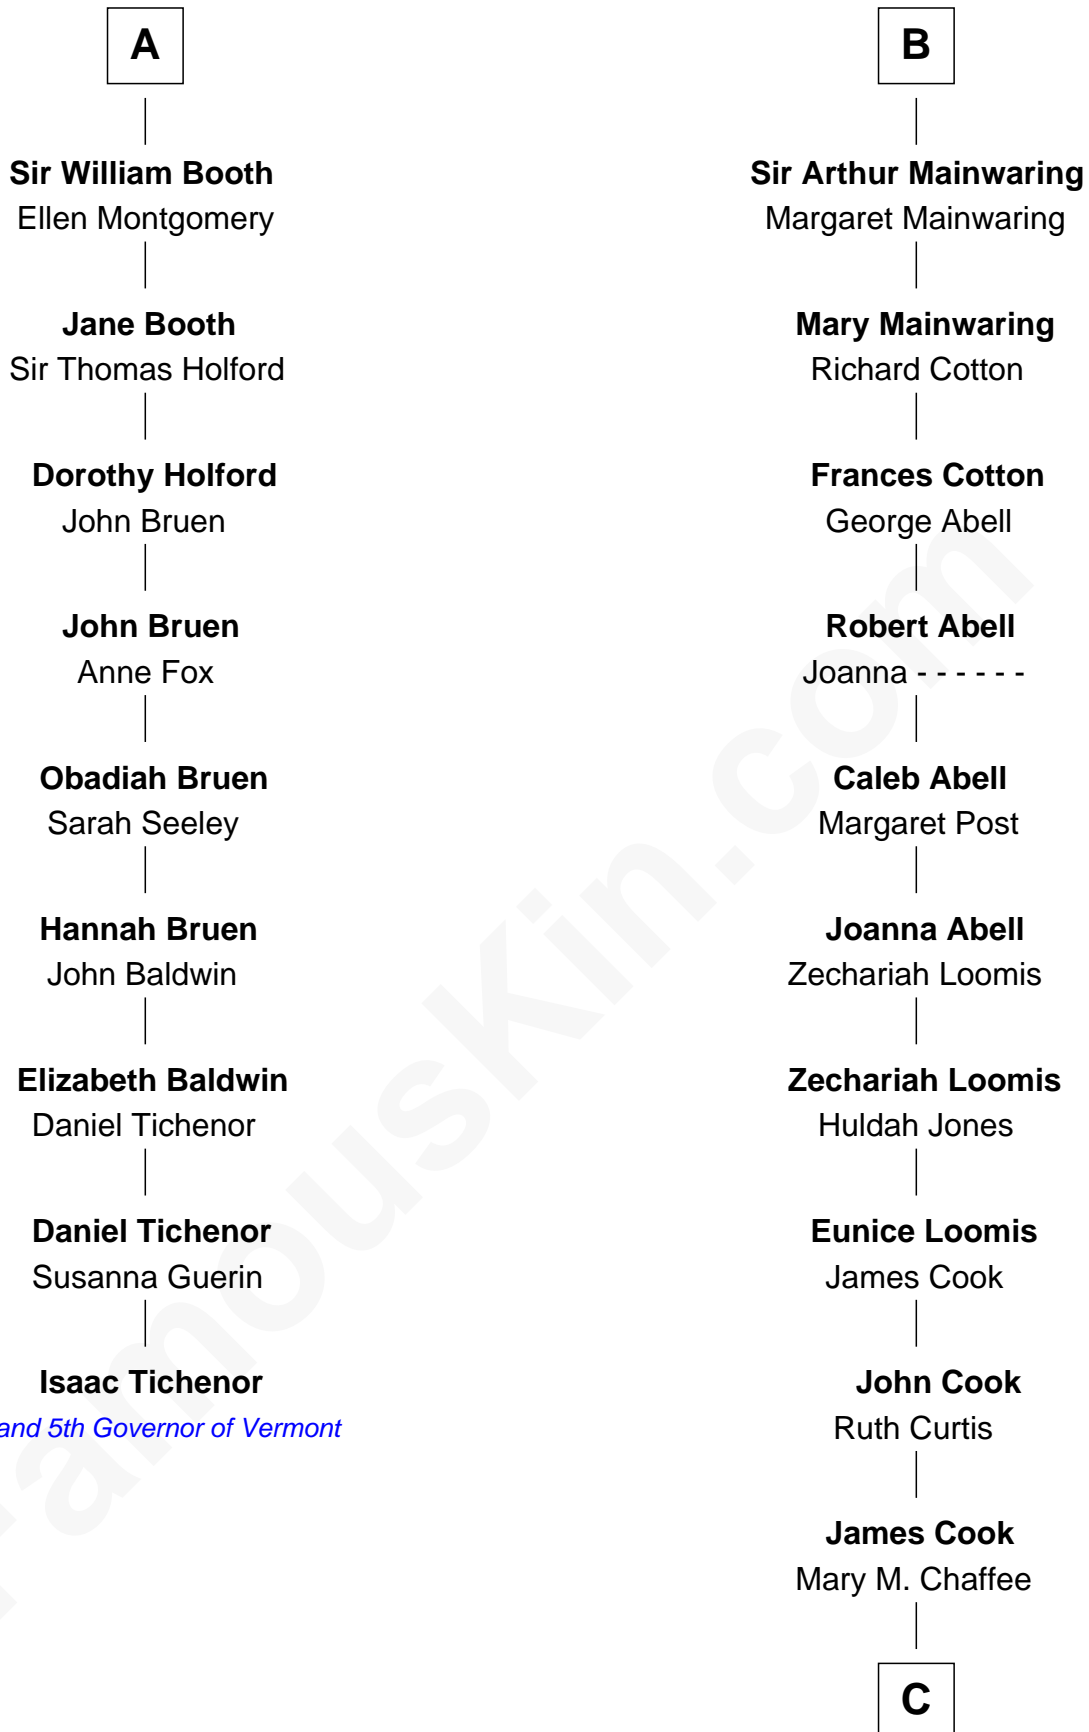 A
Sir William Booth
Ellen Montgomery
Jane Booth
Sir Thomas Holford
Dorothy Holford
John Bruen
John Bruen
Anne Fox
Obadiah Bruen
Sarah Seeley
Hannah Bruen
John Baldwin
Elizabeth Baldwin
Daniel Tichenor
Daniel Tichenor
Susanna Guerin
Isaac Tichenor
and 5th Governor of Vermont
B
Sir Arthur Mainwaring
Margaret Mainwaring
Mary Mainwaring
Richard Cotton
Frances Cotton
George Abell
Robert Abell
Joanna - - - - - -
Caleb Abell
Margaret Post
Joanna Abell
Zechariah Loomis
Zechariah Loomis
Huldah Jones
Eunice Loomis
James Cook
John Cook
Ruth Curtis
James Cook
Mary M. Chaffee
C
FamousKin.com